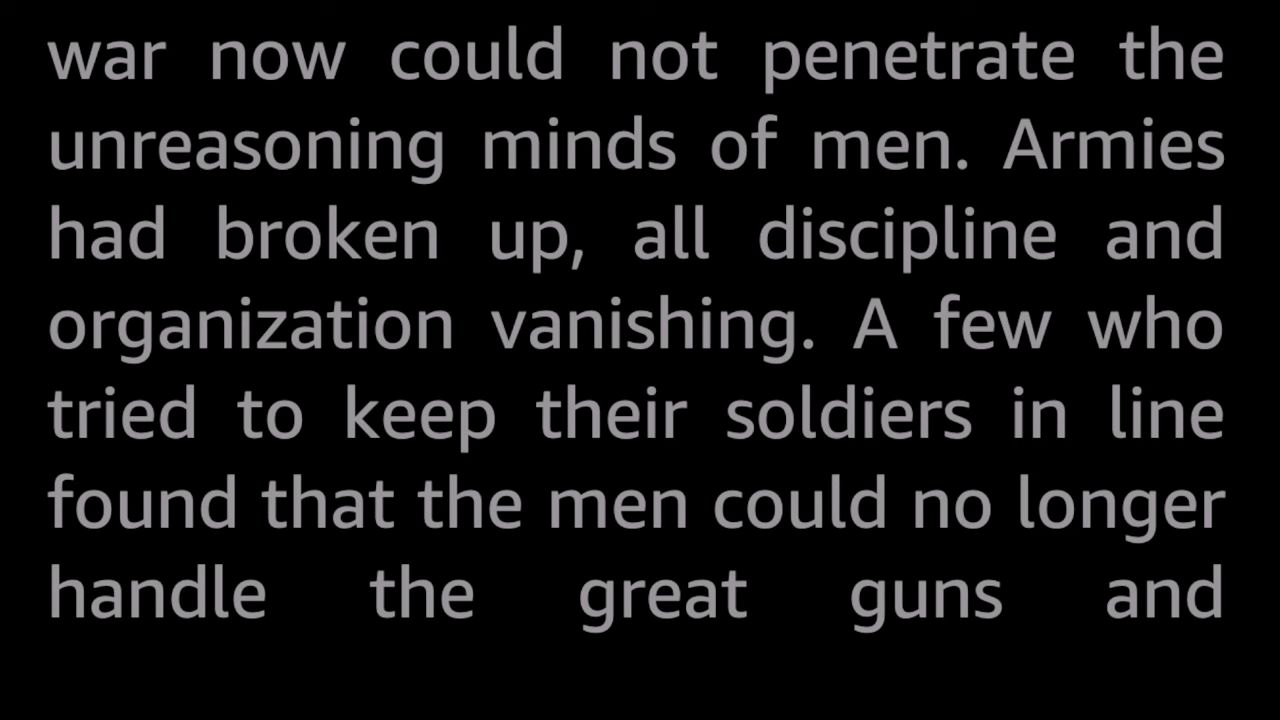 war now could not penetrate the
unreasoning minds of men. Armies
had broken up, all discipline and
organization vanishing. A few who
tried to keep their soldiers in line
found that the men could no longer
handle the great guns and